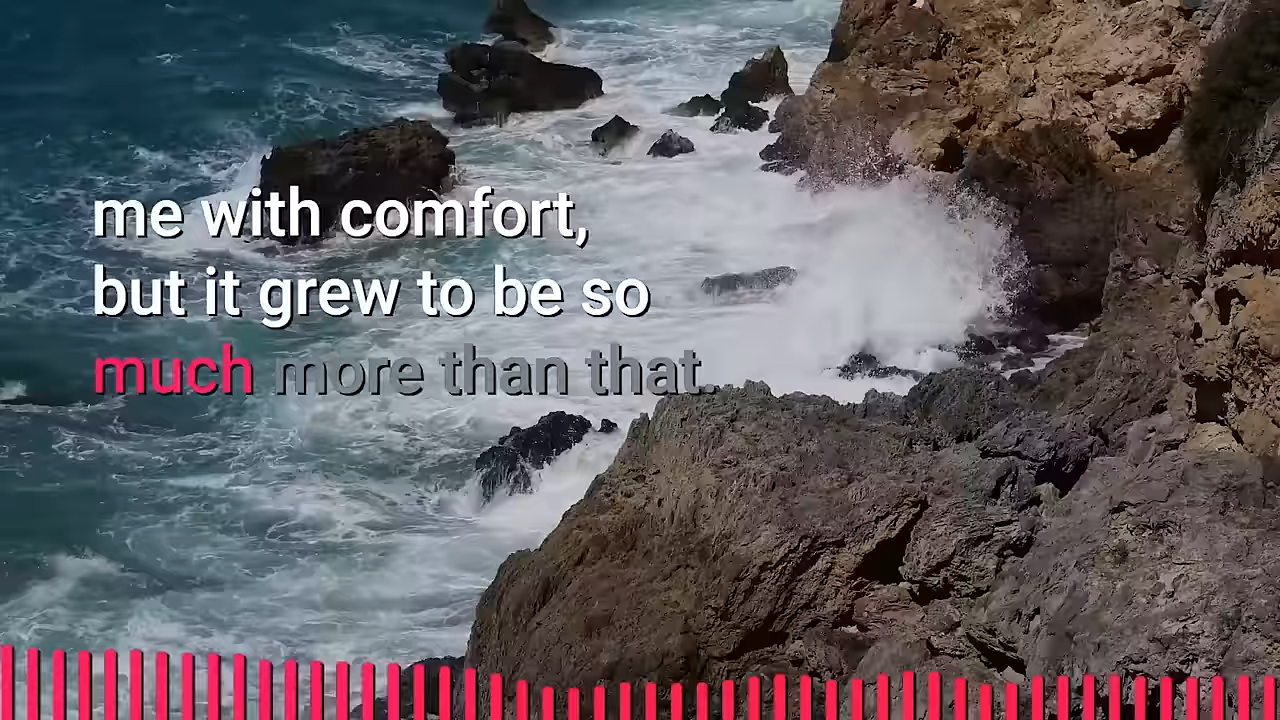 me with comfort,
but it grew to be so
much more than that.